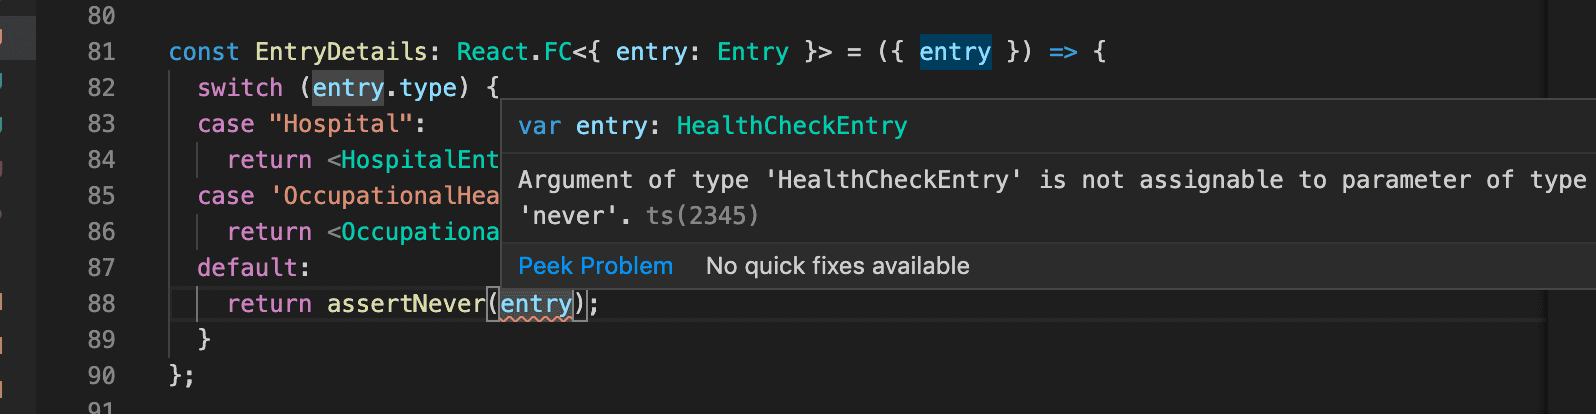 80
81 const EntryDetails: React.FC<{ entry: Entry }> = ({ entry }) => {
82 switch (entry.type) {
83 case "Hospital":
var entry: HealthCheckEntry
84 return <HospitalEnt
Argument of type 'HealthCheckEntry' is not assignable to parameter of type
85 case 'OccupationalHea
'never'. ts(2345)
86 return <Occupationa
87 default:
Peek Problem No quick fixes available
88 return assertNever(entry);
89 }
90 };
91